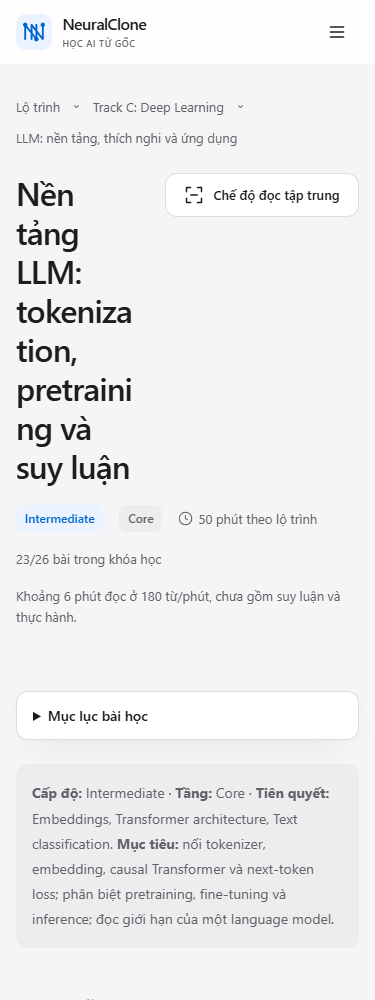 NeuralClone
HỌC AI TỪ GỐC
Lộ trình
Track C: Deep Learning
LLM: nền tảng, thích nghi và ứng dụng
Nền
tảng
LLM:
tokeniza
tion,
pretraini
ng và
suy luận
Chế độ đọc tập trung
Intermediate
Core
50 phút theo lộ trình
23/26 bài trong khóa học
Khoảng 6 phút đọc ở 180 từ/phút, chưa gồm suy luận và
thực hành.
Mục lục bài học
Cấp độ: Intermediate · Tầng: Core · Tiên quyết:
Embeddings, Transformer architecture, Text
classification. Mục tiêu: nối tokenizer,
embedding, causal Transformer và next-token
loss; phân biệt pretraining, fine-tuning và
inference; đọc giới hạn của một language model.